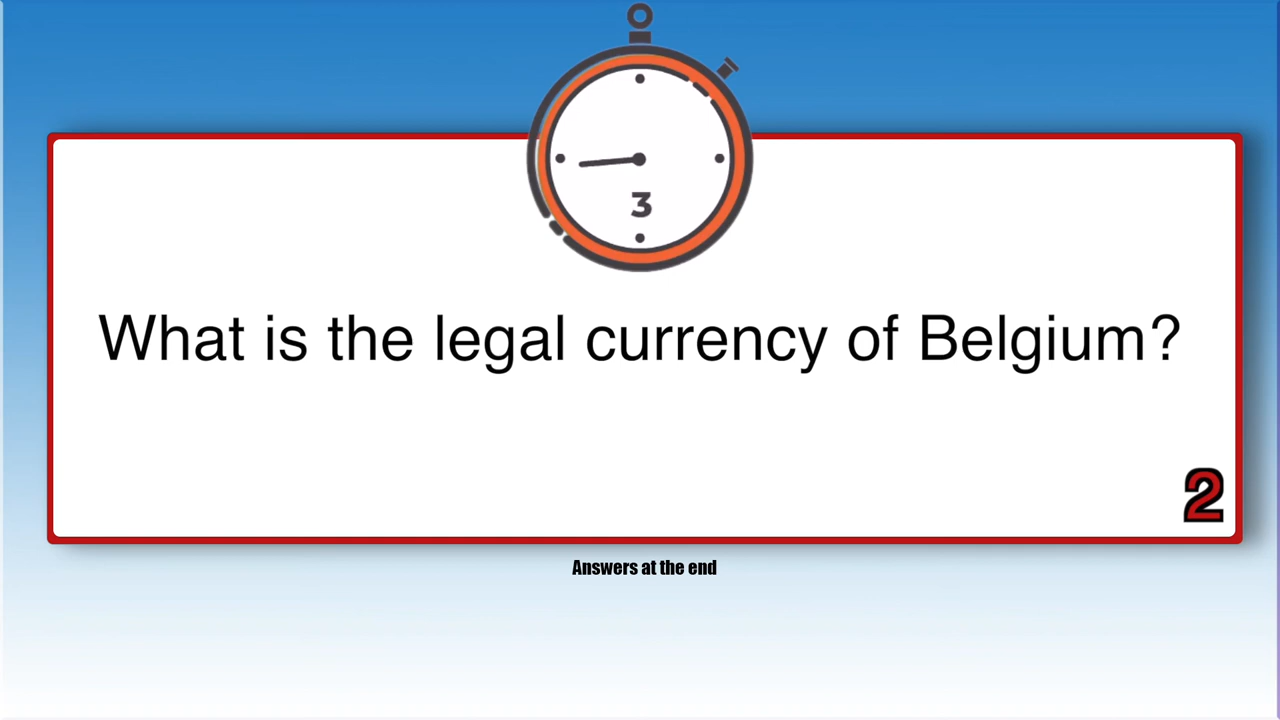 3
What is the legal currency of Belgium?
2
Answers at the end